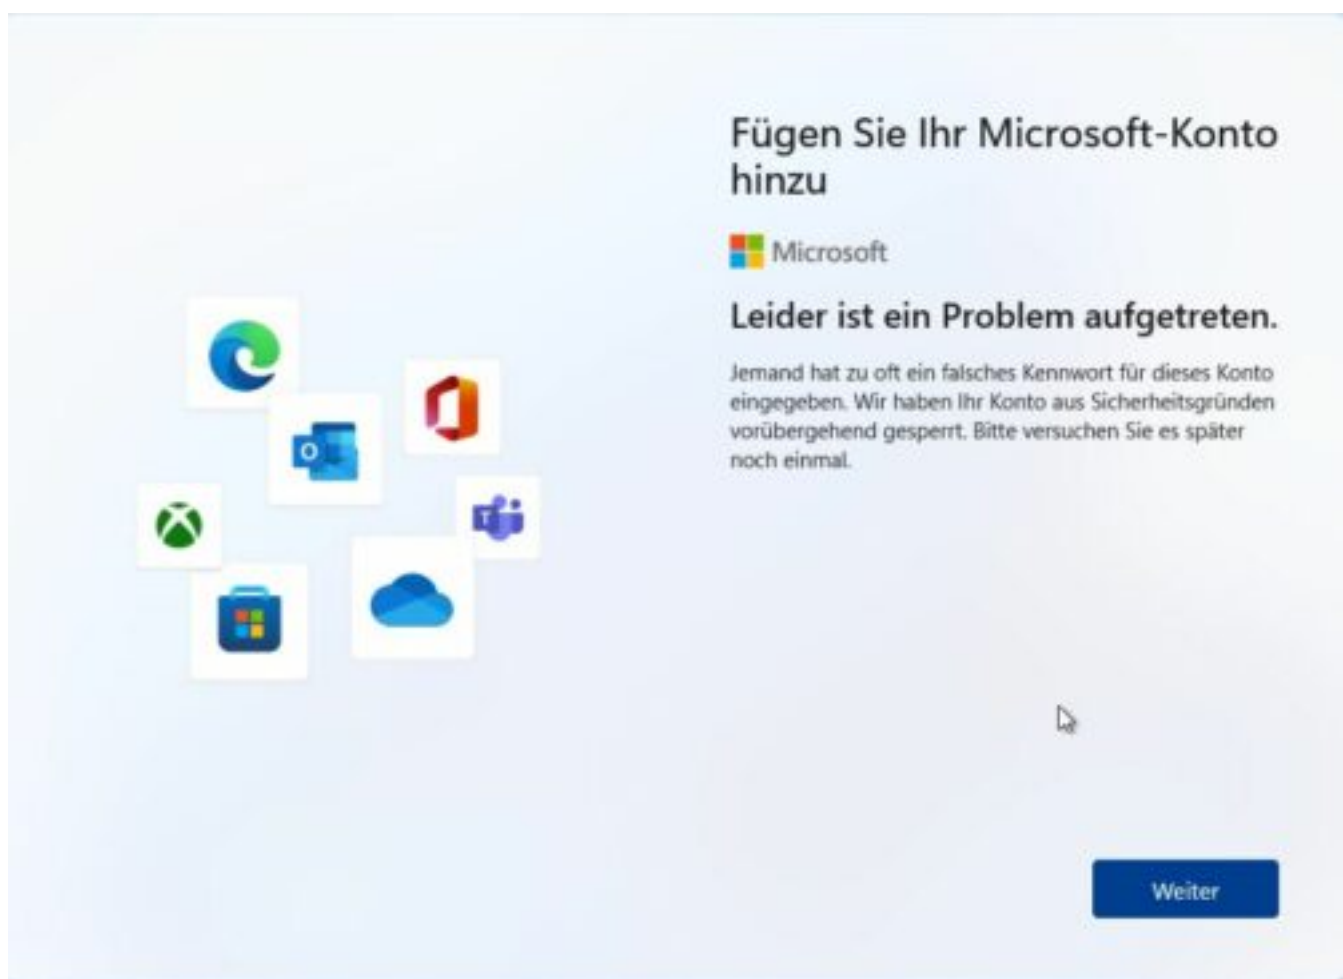 Fügen Sie Ihr Microsoft-Konto
hinzu
Microsoft
Leider ist ein Problem aufgetreten.
Jemand hat zu oft ein falsches Kennwort für dieses Konto
eingegeben. Wir haben Ihr Konto aus Sicherheitsgründen
vorübergehend gesperrt. Bitte versuchen Sie es später
noch einmal.
Weiter